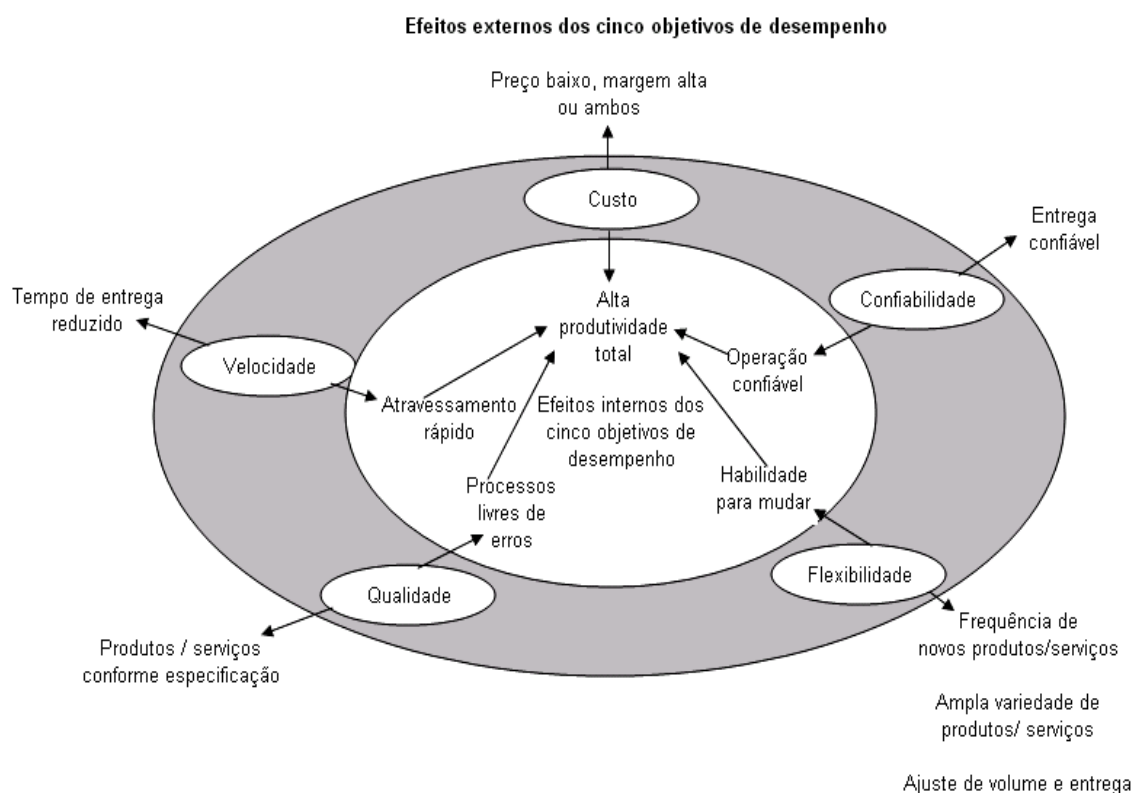 Efeitos externos dos cinco objetivos de desempenho
Preço baixo, margem alta
ou ambos
Custo
Entrega
confiável
Confiabilidade
Tempo de entrega
reduzido
Velocidade
Alta
produtividade
total
Operação
confiável
Atravessamento
rápido
Efeitos internos dos
cinco objetivos de
desempenho
Habilidade
para mudar
Processos
livres de
erros
Qualidade
Flexibilidade
Produtos / serviços
conforme especificação
Frequência de
novos produtos/serviços
Ampla variedade de
produtos/ serviços
Ajuste de volume e entrega